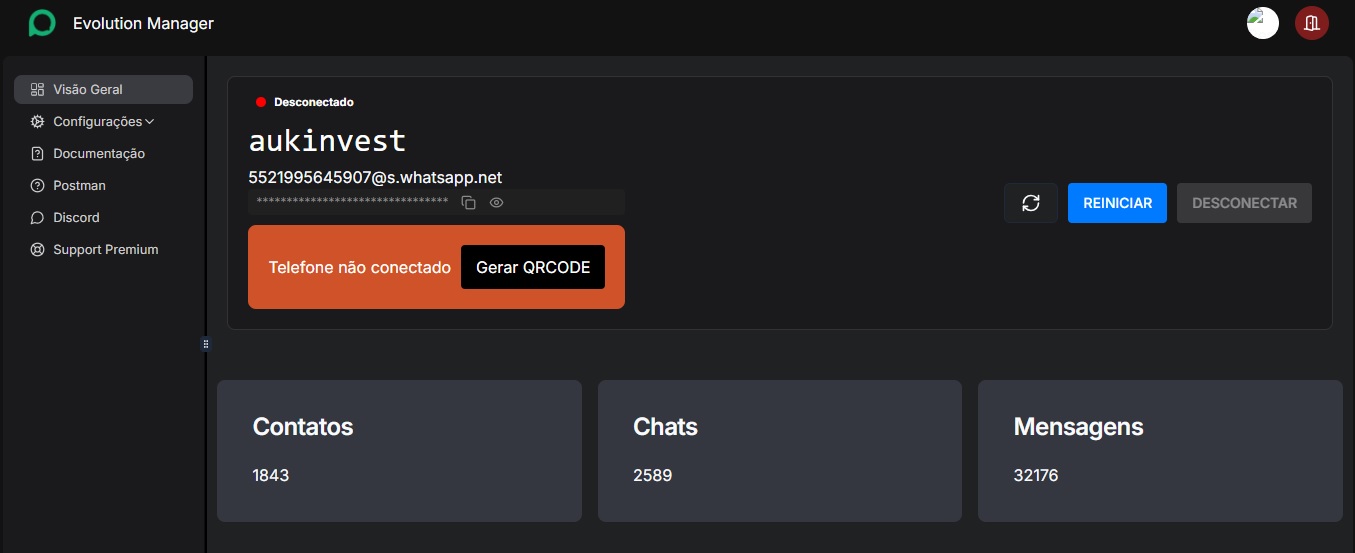 Evolution Manager
Visão Geral
Configurações
Documentação
Postman
Discord
Support Premium
Desconectado
aukinvest
5521995645907@s.whatsapp.net
********************************
REINICIAR
DESCONECTAR
Telefone não conectado
Gerar QRCODE
Contatos
1843
Chats
2589
Mensagens
32176